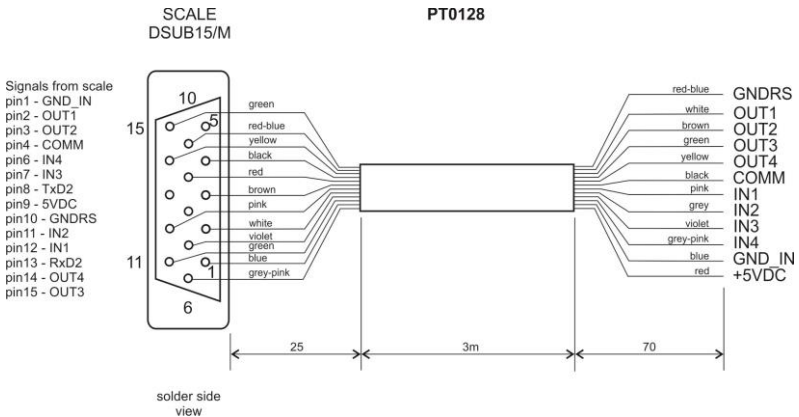 SCALE
DSUB15/M
PT0128
Signals from scale
pin1 - GND_IN
pin2 - OUT1
pin3 - OUT2
pin4 - COMM
pin6 - IN4
pin7 - IN3
pin8 - TxD2
pin9 - 5VDC
pin10 - GNDRS
pin11 - IN2
pin12 - IN1
pin13 - RxD2
pin14 - OUT4
pin15 - OUT3
10
15
5
11
1
6
green
red-blue
yellow
black
red
brown
pink
white
violet
green
blue
grey-pink
red-blue GNDRS
white OUT1
brown OUT2
green OUT3
yellow OUT4
black COMM
pink IN1
grey IN2
violet IN3
grey-pink IN4
blue GND_IN
red +5VDC
25
3m
70
solder side
view